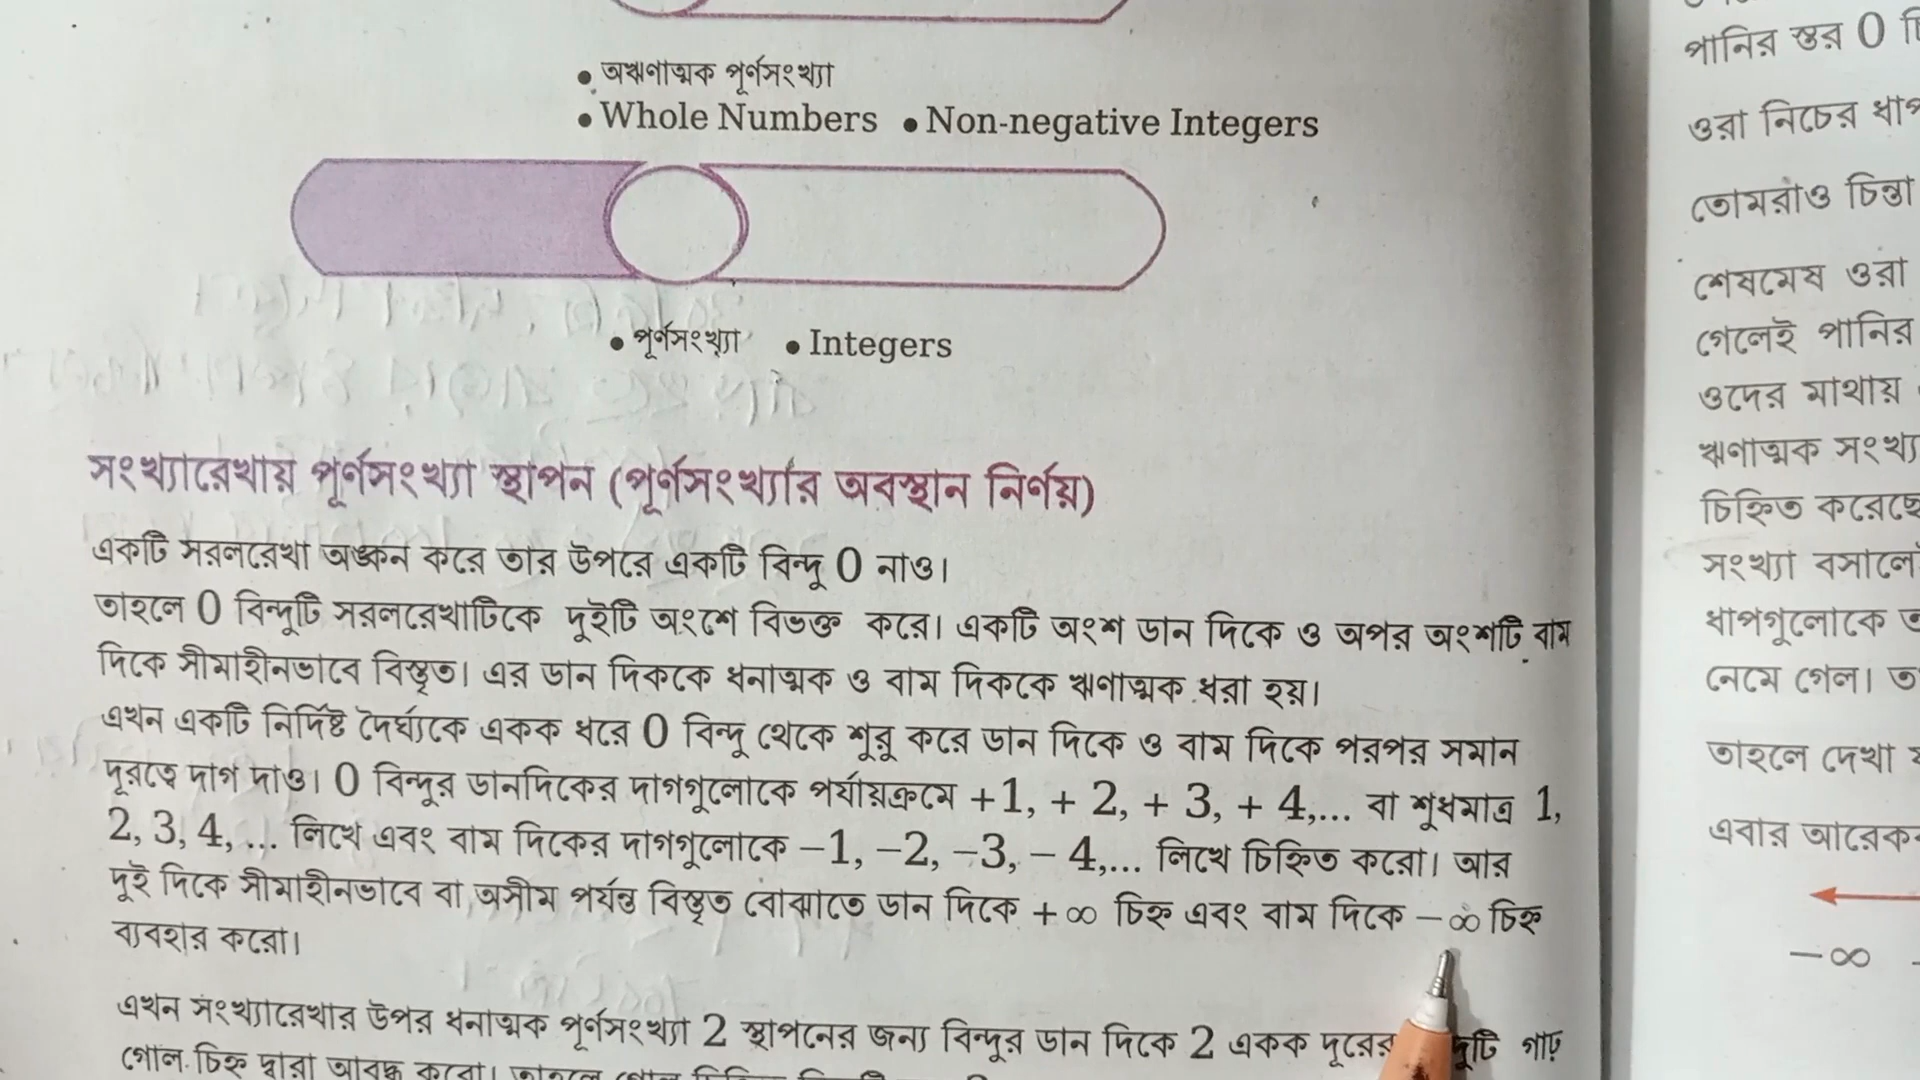 • অঋণাত্মক পূর্ণসংখ্যা
• Whole Numbers • Non-negative Integers
• পূর্ণসংখ্যা • Integers
সংখ্যারেখায় পূর্ণসংখ্যা স্থাপন (পূর্ণসংখ্যার অবস্থান নির্ণয়)
একটি সরলরেখা অঙ্কন করে তার উপরে একটি বিন্দু 0 নাও।
তাহলে 0 বিন্দুটি সরলরেখাটিকে দুইটি অংশে বিভক্ত করে। একটি অংশ ডান দিকে ও অপর অংশটি বাম
দিকে সীমাহীনভাবে বিস্তৃত। এর ডান দিককে ধনাত্মক ও বাম দিককে ঋণাত্মক ধরা হয়।
এখন একটি নির্দিষ্ট দৈর্ঘ্যকে একক ধরে 0 বিন্দু থেকে শুরু করে ডান দিকে ও বাম দিকে পরপর সমান
দূরত্বে দাগ দাও। 0 বিন্দুর ডানদিকের দাগগুলোকে পর্যায়ক্রমে +1, + 2, + 3, + 4,... বা শুধুমাত্র 1,
2, 3, 4, ... লিখে এবং বাম দিকের দাগগুলোকে −1, −2, −3, − 4,... লিখে চিহ্নিত করো। আর
দুই দিকে সীমাহীনভাবে বা অসীম পর্যন্ত বিস্তৃত বোঝাতে ডান দিকে + ∞ চিহ্ন এবং বাম দিকে − ∞ চিহ্ন
ব্যবহার করো।
এখন সংখ্যারেখার উপর ধনাত্মক পূর্ণসংখ্যা 2 স্থাপনের জন্য বিন্দুর ডান দিকে 2 একক দূরের গাঢ়
গোল চিহ্ন দ্বারা আবদ্ধ করো।
পানির স্তর 0
ওরা নিচের
তোমরাও চিন্তা
শেষমেষ ওরা
গেলেই পানির
ওদের মাথায়
ঋণাত্মক
চিহ্নিত
সংখ্যা বসালে
ধাপগুলোকে
নেমে গেল।
তাহলে দেখা
এবার
−∞